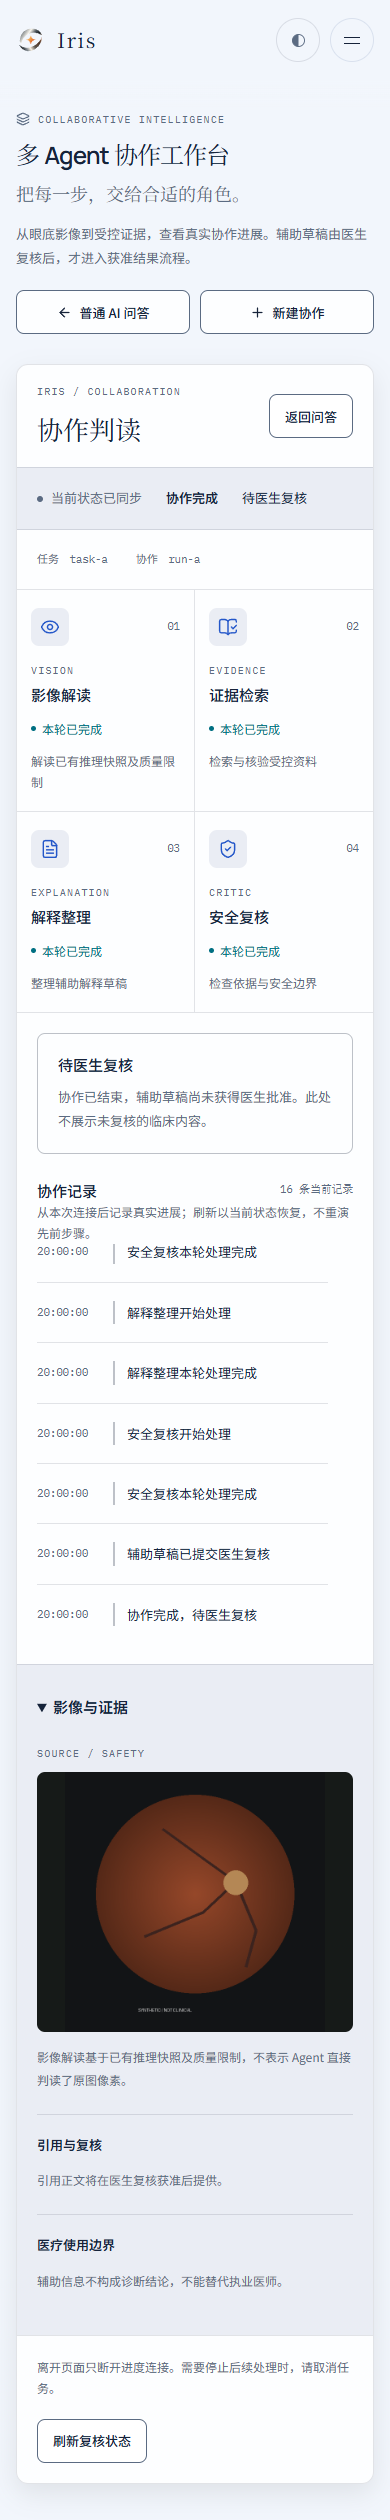 Iris
COLLABORATIVE INTELLIGENCE
多 Agent 协作工作台
把每一步，交给合适的角色。
从眼底影像到受控证据，查看真实协作进展。辅助草稿由医生
复核后，才进入获准结果流程。
普通 AI 问答
新建协作
IRIS / COLLABORATION
协作判读
返回问答
当前状态已同步 协作完成 待医生复核
任务 task-a 协作 run-a
01
VISION
影像解读
本轮已完成
解读已有推理快照及质量限
制
02
EVIDENCE
证据检索
本轮已完成
检索与核验受控资料
03
EXPLANATION
解释整理
本轮已完成
整理辅助解释草稿
04
CRITIC
安全复核
本轮已完成
检查依据与安全边界
待医生复核
协作已结束，辅助草稿尚未获得医生批准。此处
不展示未复核的临床内容。
协作记录
16 条当前记录
从本次连接后记录真实进展；刷新以当前状态恢复，不重演
先前步骤。
20:00:00 安全复核本轮处理完成
20:00:00 解释整理开始处理
20:00:00 解释整理本轮处理完成
20:00:00 安全复核开始处理
20:00:00 安全复核本轮处理完成
20:00:00 辅助草稿已提交医生复核
20:00:00 协作完成，待医生复核
影像与证据
SOURCE / SAFETY
SYNTHETIC / NOT CLINICAL
影像解读基于已有推理快照及质量限制，不表示 Agent 直接
判读了原图像素。
引用与复核
引用正文将在医生复核获准后提供。
医疗使用边界
辅助信息不构成诊断结论，不能替代执业医师。
离开页面只断开进度连接。需要停止后续处理时，请取消任
务。
刷新复核状态